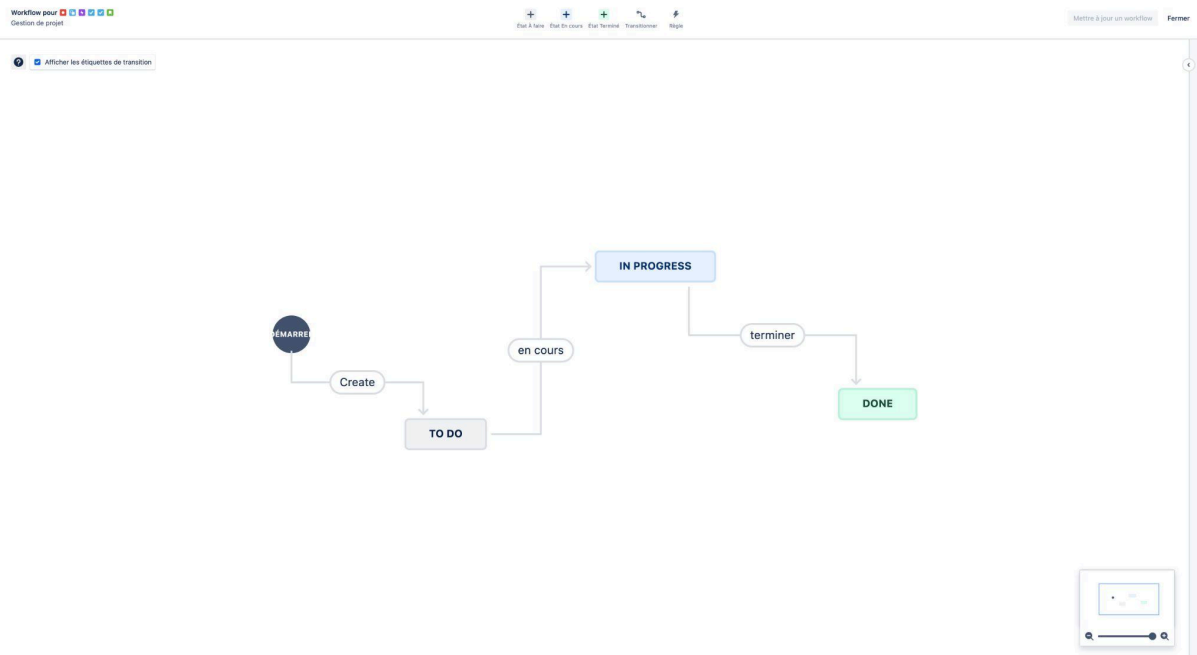 Workflow pour
Gestion de projet
État À faire
État En cours
État Terminé
Transitionner
Règle
Mettre à jour un workflow
Fermer
Afficher les étiquettes de transition
IN PROGRESS
DÉMARRER
terminer
en cours
Create
DONE
TO DO